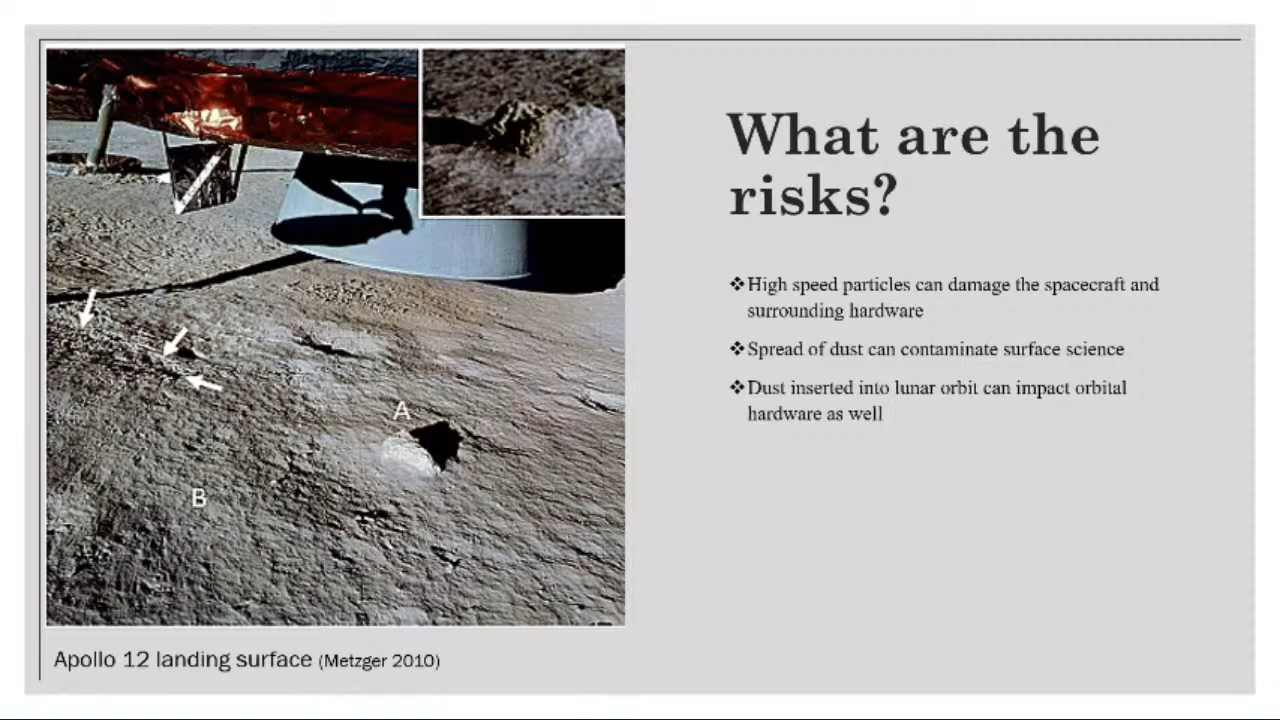 What are the
risks?
❖High speed particles can damage the spacecraft and
surrounding hardware
❖Spread of dust can contaminate surface science
❖Dust inserted into lunar orbit can impact orbital
hardware as well
A
B
Apollo 12 landing surface (Metzger 2010)